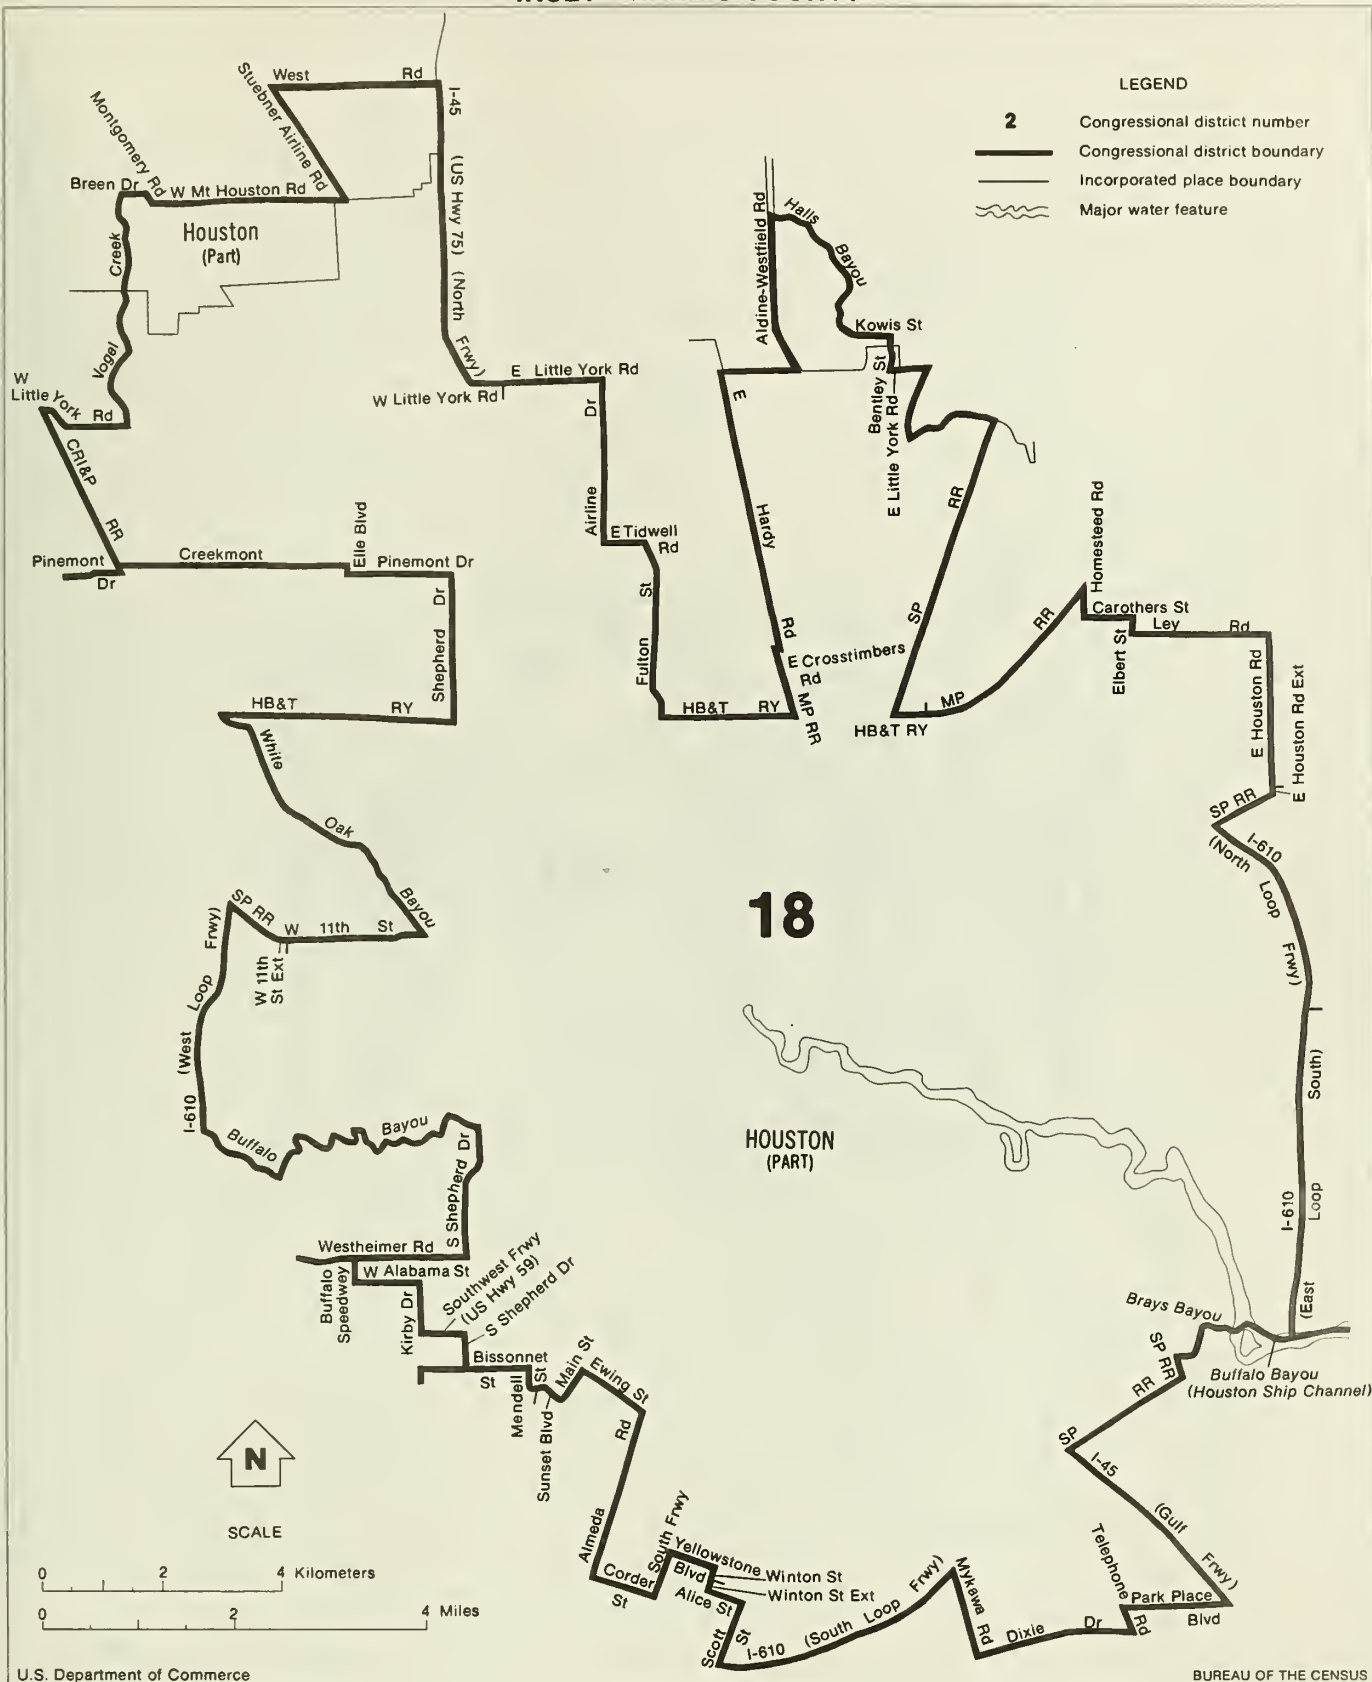 LEGEND
2 Congressional district number
Congressional district boundary
Incorporated place boundary
Major water feature
West Rd
Stuebner Airline Rd
I-45
(US Hwy 75) (North Frwy)
Montgomery Rd
Breen Dr
W Mt Houston Rd
Houston
(Part)
Vogel Creek
W
Little York Rd
CRI&P RR
W Little York Rd
E Little York Rd
Airline Dr
E Tidwell Rd
Fulton St
HB&T RY
Aldine-Westfield Rd
Halls Bayou
Kowis St
Bentley St
E Little York Rd
E Hardy Rd
E Crosstimbers
Rd
MP RR
SP RR
HB&T RY
MP RR
Homesteed Rd
Carothers St
Elbert St
Ley Rd
E Houston Rd
E Houston Rd Ext
SP RR
I-610
(North Loop Frwy)
Pinemont
Dr
Creekmont
Elle Blvd
Pinemont Dr
Shepherd Dr
HB&T RY
White Oak Bayou
SP RR
W 11th St
W 11th
St Ext
I-610 (West Loop Frwy)
Buffalo Bayou
S Shepherd Dr
Westheimer Rd
Buffalo
Speedwey
W Alabama St
Kirby Dr
Southwest Frwy
(US Hwy 59)
S Shepherd Dr
Bissonnet
St
Mendell St
Sunset Blvd
Main St
Ewing St
Almeda Rd
Corder
St
South Frwy
Yellowstone
Blvd
Winton St
Winton St Ext
Alice St
Scott St
I-610 (South Loop Frwy)
Mykawa Rd
Dixie Dr
Telephone Rd
Park Place
Blvd
I-45 (Gulf Frwy)
SP RR
SP RR
Brays Bayou
Buffalo Bayou
(Houston Ship Channel)
I-610
(East Loop South)
18
HOUSTON
(PART)
N
SCALE
0 2 4 Kilometers
0 2 4 Miles
U.S. Department of Commerce
BUREAU OF THE CENSUS